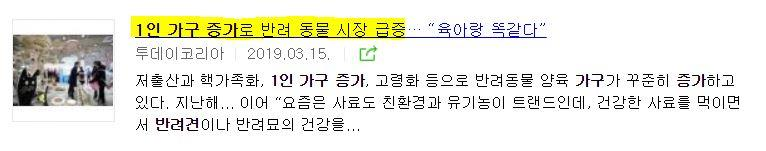 1인 가구 증가로 반려 동물 시장 급증… “육아랑 똑같다”
투데이코리아 | 2019.03.15. |
저출산과 핵가족화, 1인 가구 증가, 고령화 등으로 반려동물 양육 가구가 꾸준히 증가하고
있다. 지난해... 이어 “요즘은 사료도 친환경과 유기농이 트랜드인데, 건강한 사료를 먹이면
서 반려견이나 반려묘의 건강을...